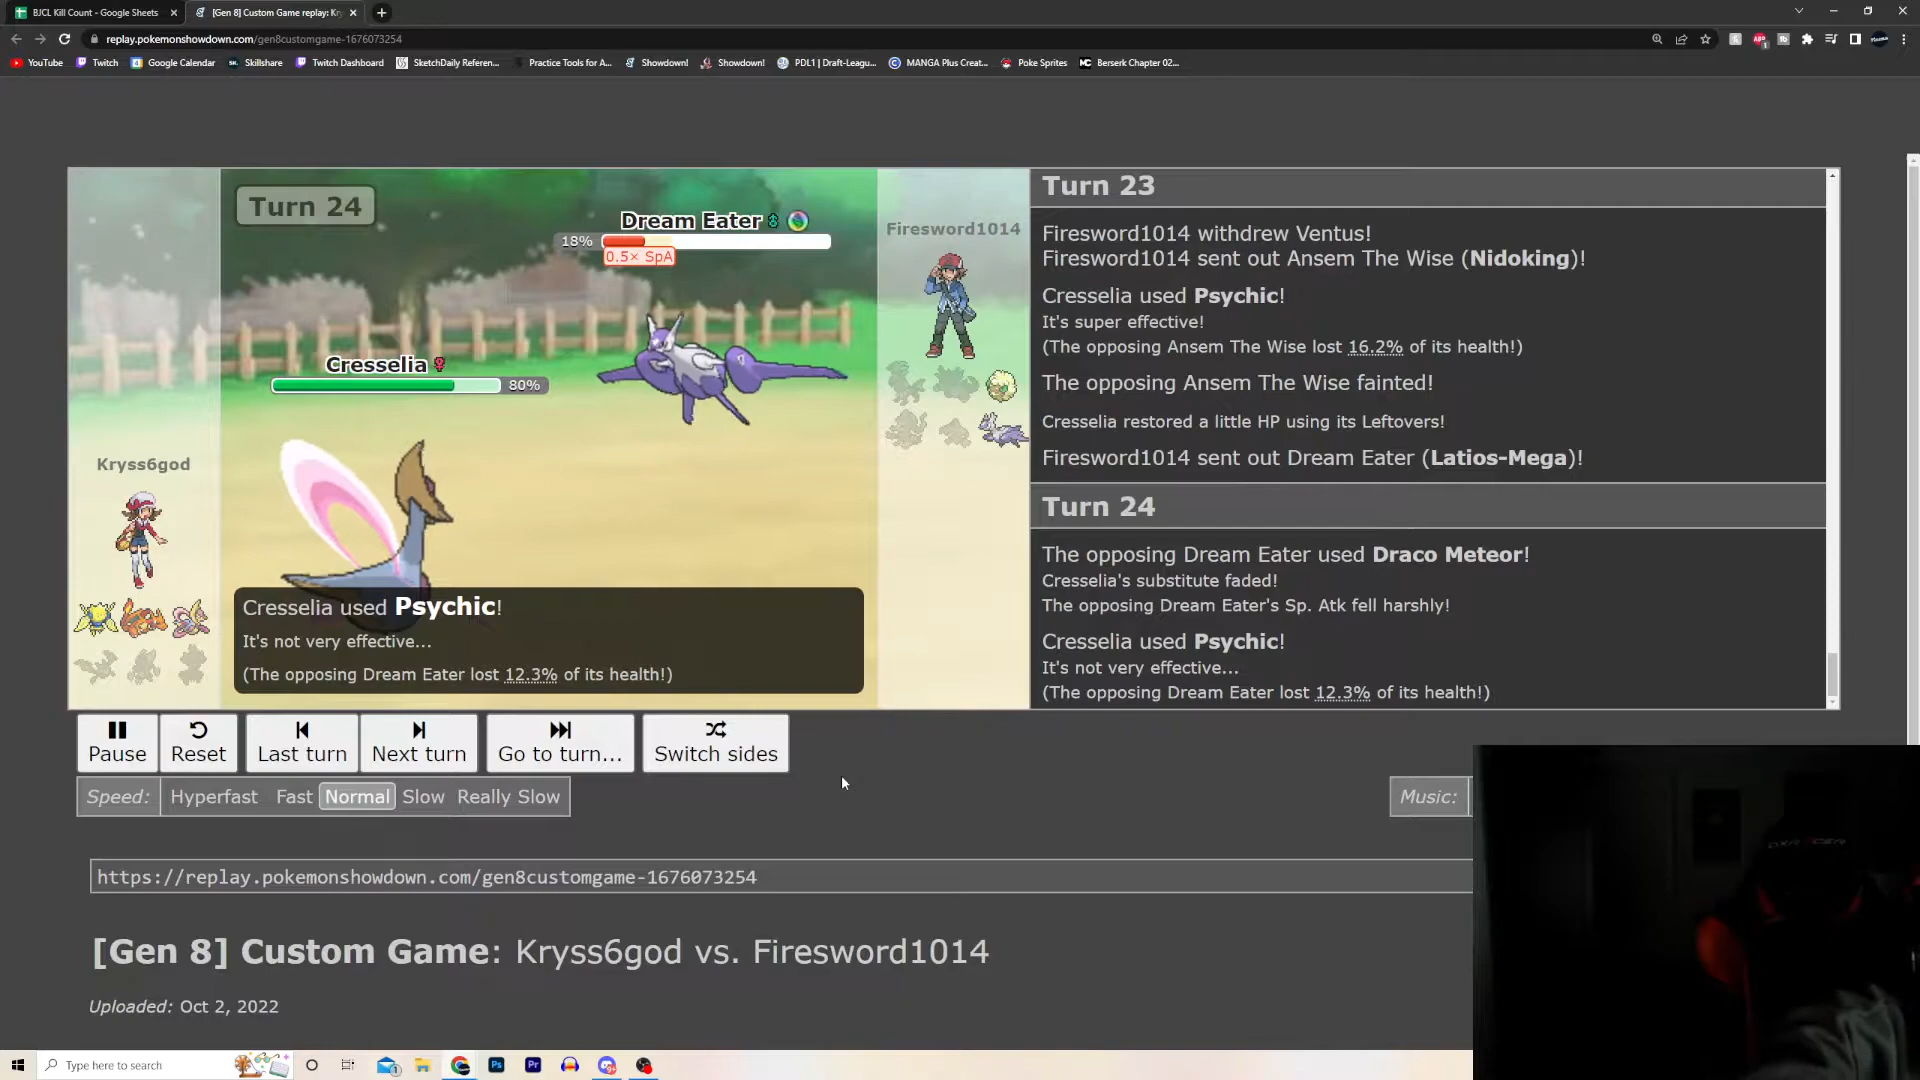 BJCL Kill Count - Google Sheets
[Gen 8] Custom Game replay: Kry
replay.pokemonshowdown.com/gen8customgame-1676073254
YouTube
Twitch
Google Calendar
Skillshare
Twitch Dashboard
SketchDaily Referen...
Practice Tools for A...
Showdown!
Showdown!
PDL1 | Draft-Leagu...
MANGA Plus Creat...
Poke Sprites
Berserk Chapter 02...
Turn 24
Dream Eater
18%
0.5× SpA
Cresselia
80%
Kryss6god
Firesword1014
Cresselia used Psychic!
It's not very effective...
(The opposing Dream Eater lost 12.3% of its health!)
Turn 23
Firesword1014 withdrew Ventus!
Firesword1014 sent out Ansem The Wise (Nidoking)!
Cresselia used Psychic!
It's super effective!
(The opposing Ansem The Wise lost 16.2% of its health!)
The opposing Ansem The Wise fainted!
Cresselia restored a little HP using its Leftovers!
Firesword1014 sent out Dream Eater (Latios-Mega)!
Turn 24
The opposing Dream Eater used Draco Meteor!
Cresselia's substitute faded!
The opposing Dream Eater's Sp. Atk fell harshly!
Cresselia used Psychic!
It's not very effective...
(The opposing Dream Eater lost 12.3% of its health!)
Pause
Reset
Last turn
Next turn
Go to turn...
Switch sides
Speed:
Hyperfast
Fast
Normal
Slow
Really Slow
Music:
https://replay.pokemonshowdown.com/gen8customgame-1676073254
[Gen 8] Custom Game: Kryss6god vs. Firesword1014
Uploaded: Oct 2, 2022
Type here to search